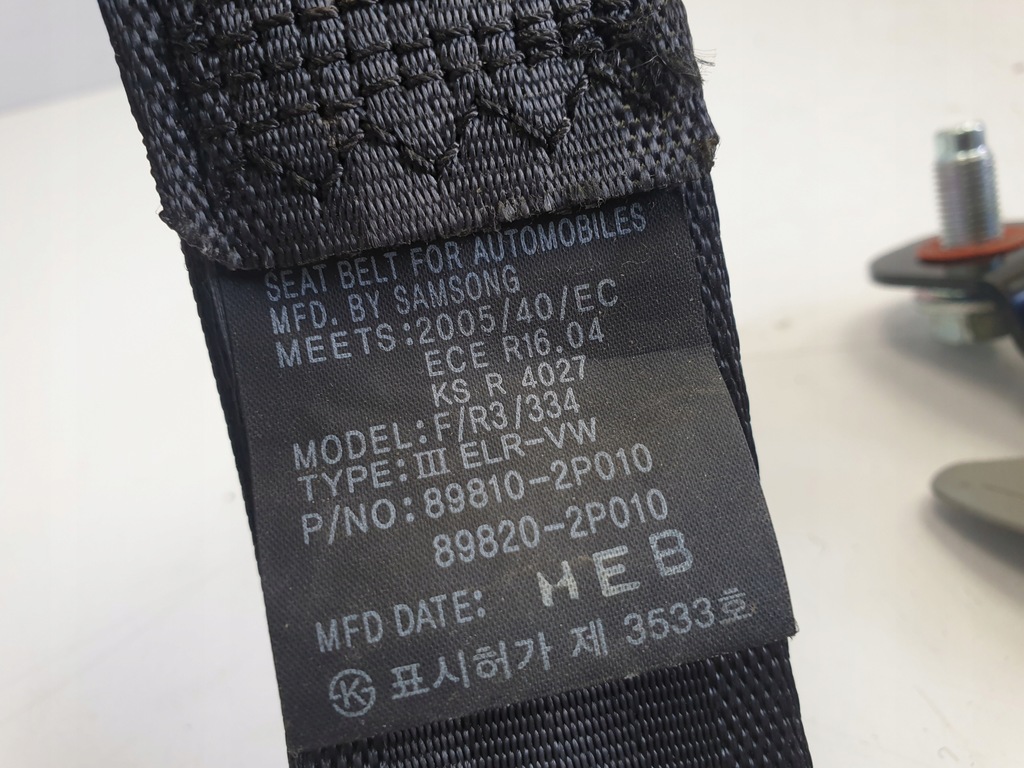 SEAT BELT FOR AUTOMOBILES
MFD. BY SAMSONG
MEETS:2005/40/EC
ECE R16.04
KS R 4027
MODEL:F/R3/334
TYPE:Ⅲ ELR-VW
P/NO:89810-2P010
89820-2P010
MFD DATE: HEB
K 표시허가 제 3533호